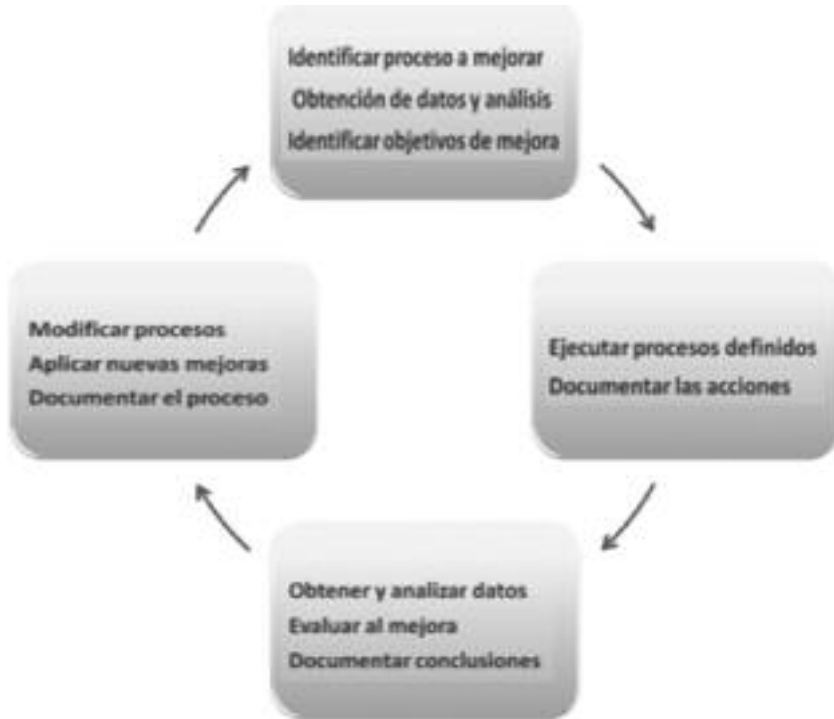 Identificar proceso a mejorar
Obtención de datos y análisis
Identificar objetivos de mejora
Ejecutar procesos definidos
Documentar las acciones
Obtener y analizar datos
Evaluar al mejora
Documentar conclusiones
Modificar procesos
Aplicar nuevas mejoras
Documentar el proceso